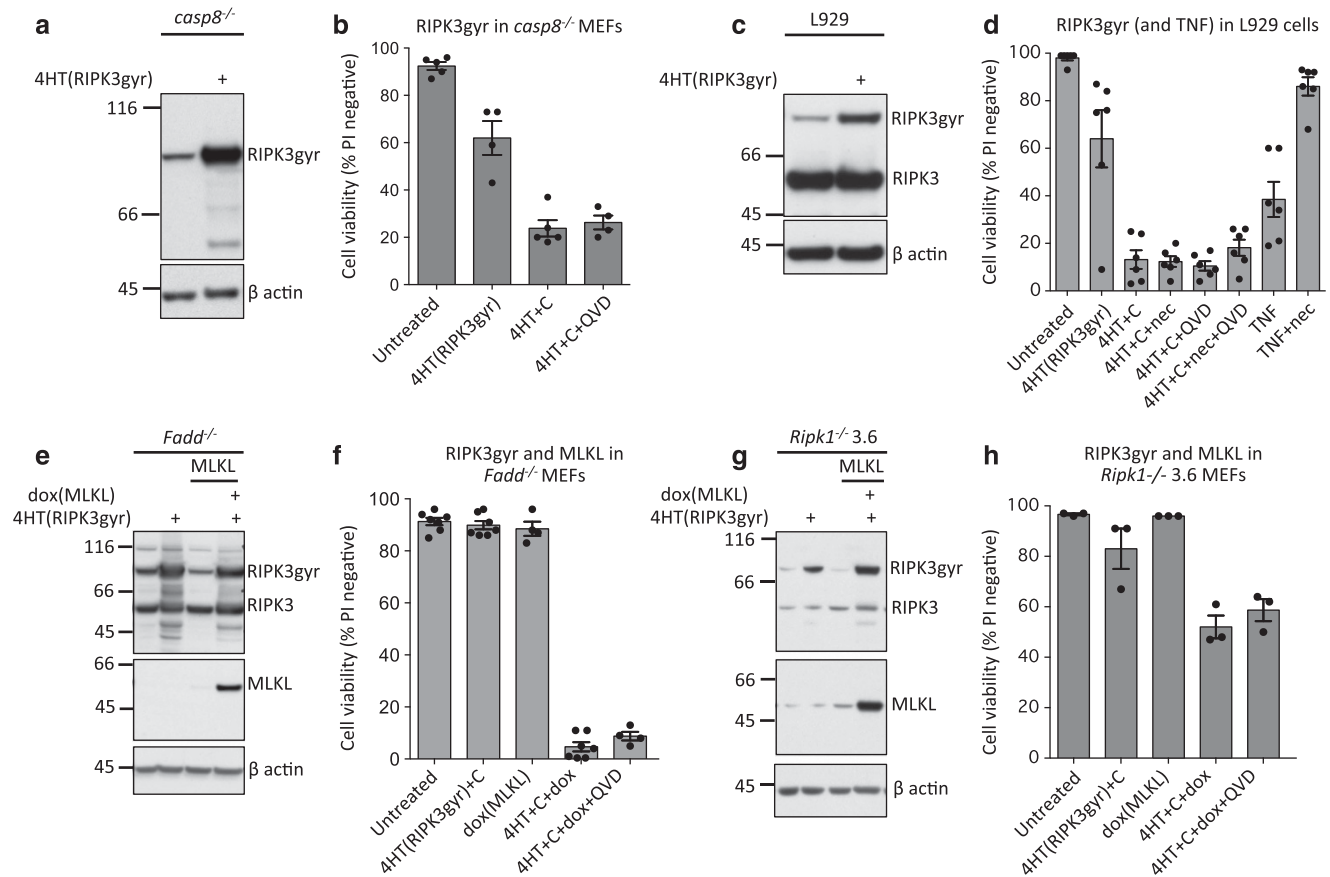 a
casp8-/-
4HT(RIPK3gyr) +
116
RIPK3gyr
66
45
β actin
b
RIPK3gyr in casp8-/- MEFs
Cell viability (% PI negative)
100
80
60
40
20
0
Untreated
4HT(RIPK3gyr)
4HT+C
4HT+C+QVD
c
L929
4HT(RIPK3gyr) +
RIPK3gyr
66
RIPK3
45
45
β actin
d
RIPK3gyr (and TNF) in L929 cells
Cell viability (% PI negative)
100
80
60
40
20
0
Untreated
4HT(RIPK3gyr)
4HT+C
4HT+C+nec
4HT+C+QVD
4HT+C+nec+QVD
TNF
TNF+nec
e
Fadd-/-
MLKL
dox(MLKL) +
4HT(RIPK3gyr) + +
116
RIPK3gyr
66
RIPK3
45
66
MLKL
45
45
β actin
f
RIPK3gyr and MLKL in
Fadd-/- MEFs
Cell viability (% PI negative)
100
80
60
40
20
0
Untreated
4HT(RIPK3gyr)+C
dox(MLKL)
4HT+C+dox
4HT+C+dox+QVD
g
Ripk1-/- 3.6
MLKL
dox(MLKL) +
4HT(RIPK3gyr) + +
116
RIPK3gyr
66
RIPK3
66
MLKL
45
45
β actin
h
RIPK3gyr and MLKL in
Ripk1-/- 3.6 MEFs
Cell viability (% PI negative)
100
80
60
40
20
0
Untreated
4HT(RIPK3gyr)+C
dox(MLKL)
4HT+C+dox
4HT+C+dox+QVD